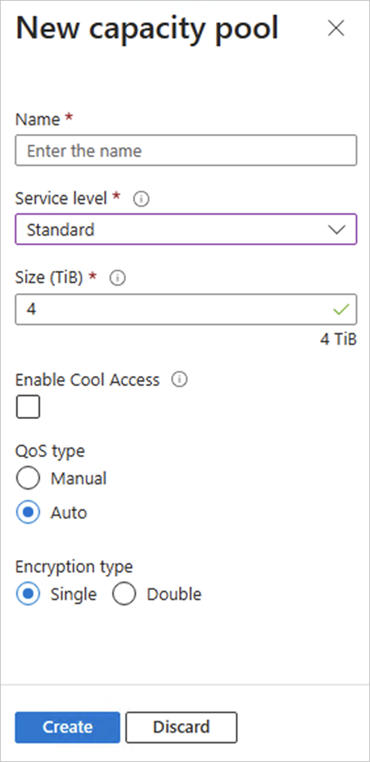 New capacity pool
Name *
Enter the name
Service level *
Standard
Size (TiB) *
4
4 TiB
Enable Cool Access
QoS type
Manual
Auto
Encryption type
Single Double
Create Discard